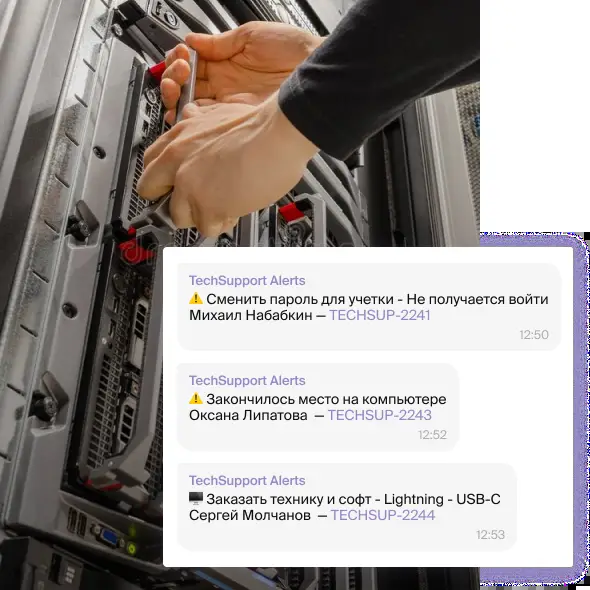 TechSupport Alerts
⚠️ Сменить пароль для учетки - Не получается войти
Михаил Набабкин — TECHSUP-2241
12:50
TechSupport Alerts
⚠️ Закончилось место на компьютере
Оксана Липатова — TECHSUP-2243
12:52
TechSupport Alerts
🖥️ Заказать технику и софт - Lightning - USB-C
Сергей Молчанов — TECHSUP-2244
12:53